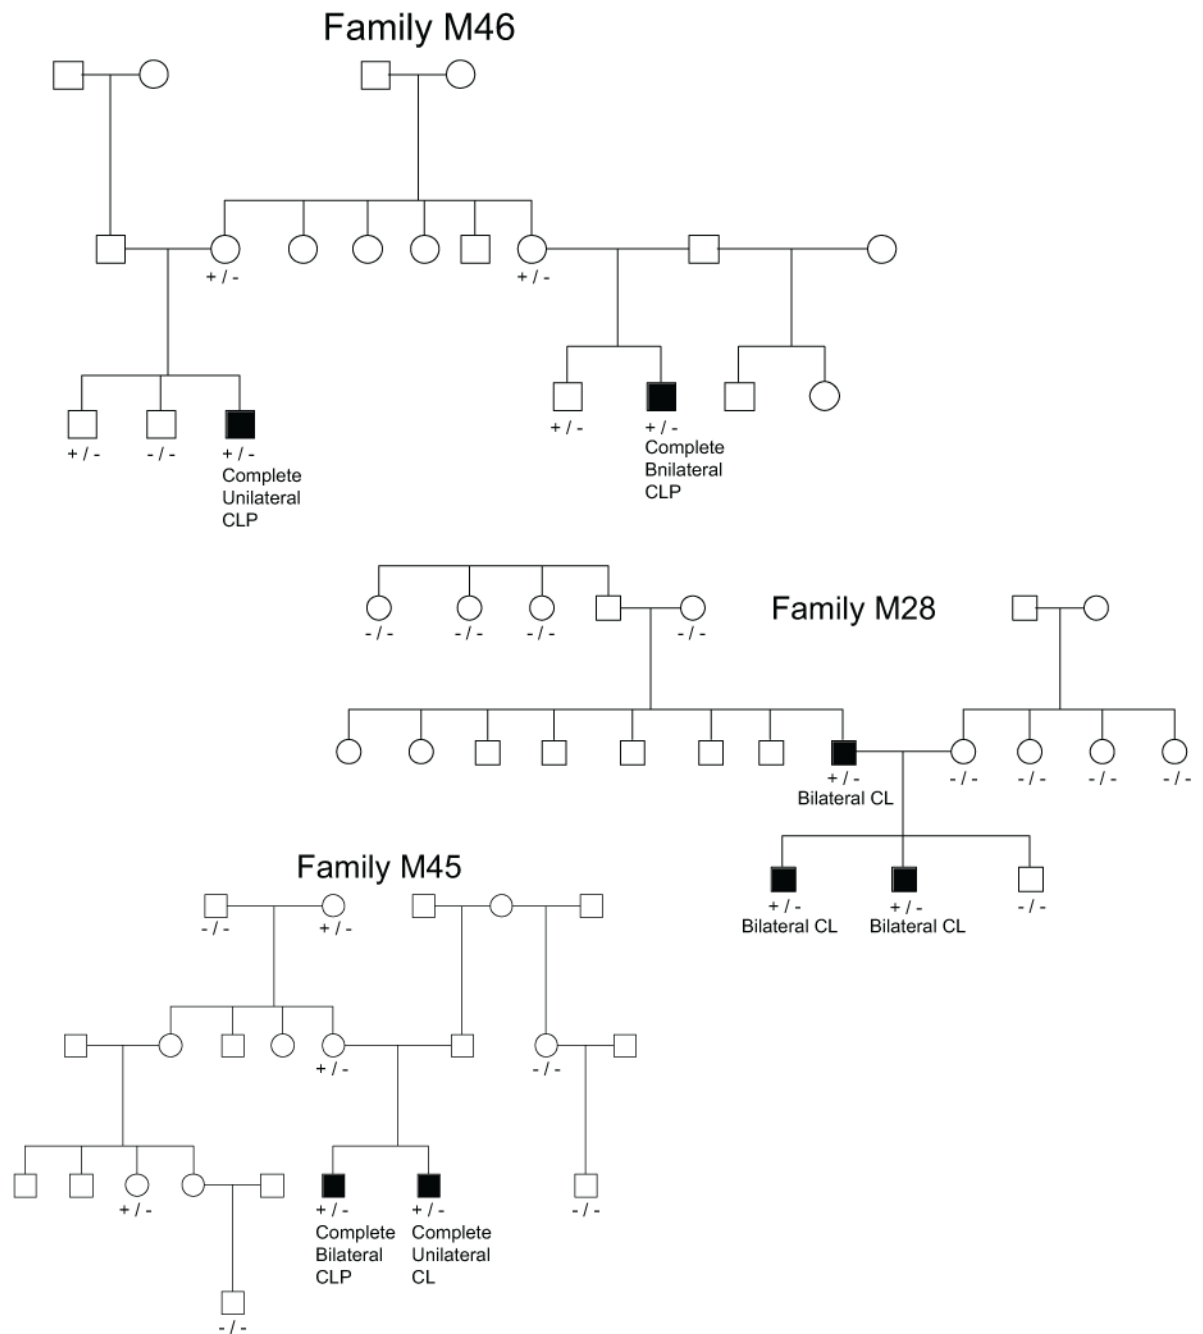 Family M46
+ / - + / -
+ / - - / - + / -
Complete
Unilateral
CLP
+ / - + / -
Complete
Bnilateral
CLP
Family M28
- / - - / - - / - - / -
+ / - - / - - / - - / - - / -
Bilateral CL
+ / - + / - - / -
Bilateral CL Bilateral CL
Family M45
- / - + / -
+ / - - / -
+ / - + / - + / - - / -
Complete Complete
Bilateral Unilateral
CLP CL
- / -